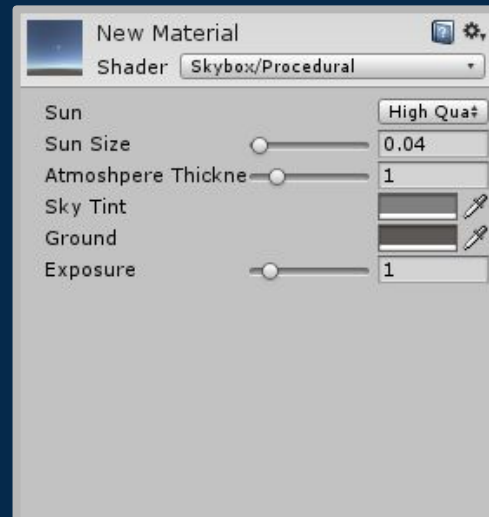 New Material
Shader Skybox/Procedural
Sun High Qua
Sun Size 0.04
Atmoshpere Thickne 1
Sky Tint
Ground
Exposure 1